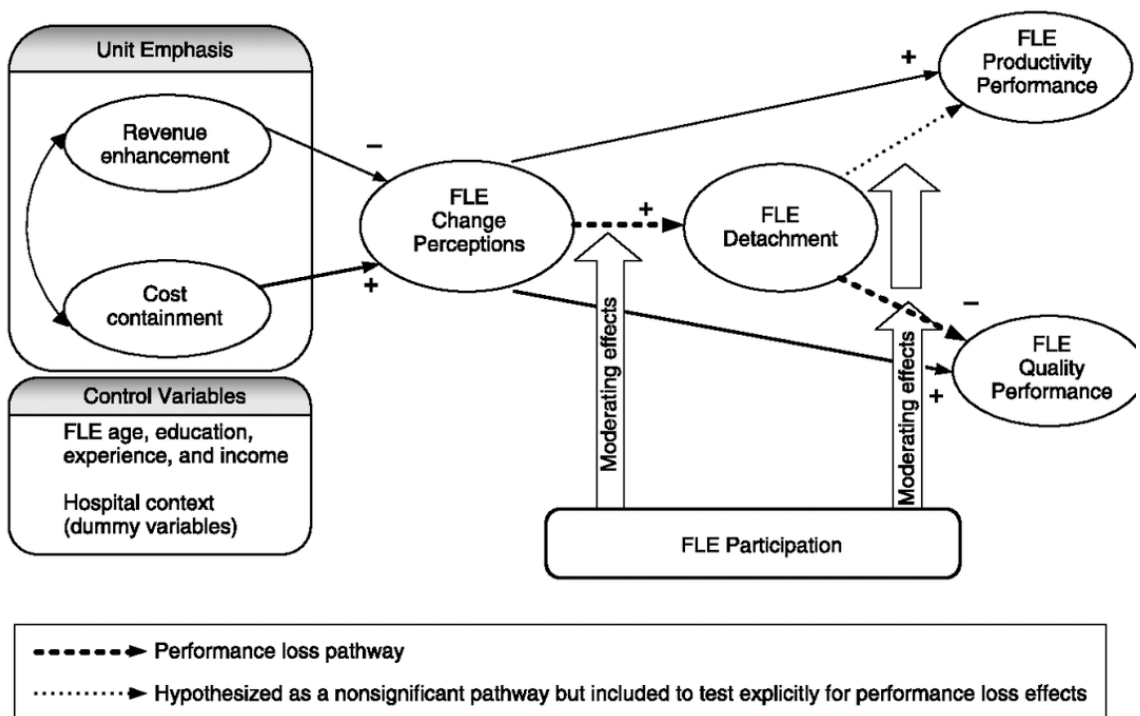 Unit Emphasis
Revenue
enhancement
Cost
containment
Control Variables
FLE age, education,
experience, and income
Hospital context
(dummy variables)
–
+
FLE
Change
Perceptions
+
FLE
Detachment
+
FLE
Productivity
Performance
–
+
FLE
Quality
Performance
Moderating effects
Moderating effects
FLE Participation
Performance loss pathway
Hypothesized as a nonsignificant pathway but included to test explicitly for performance loss effects